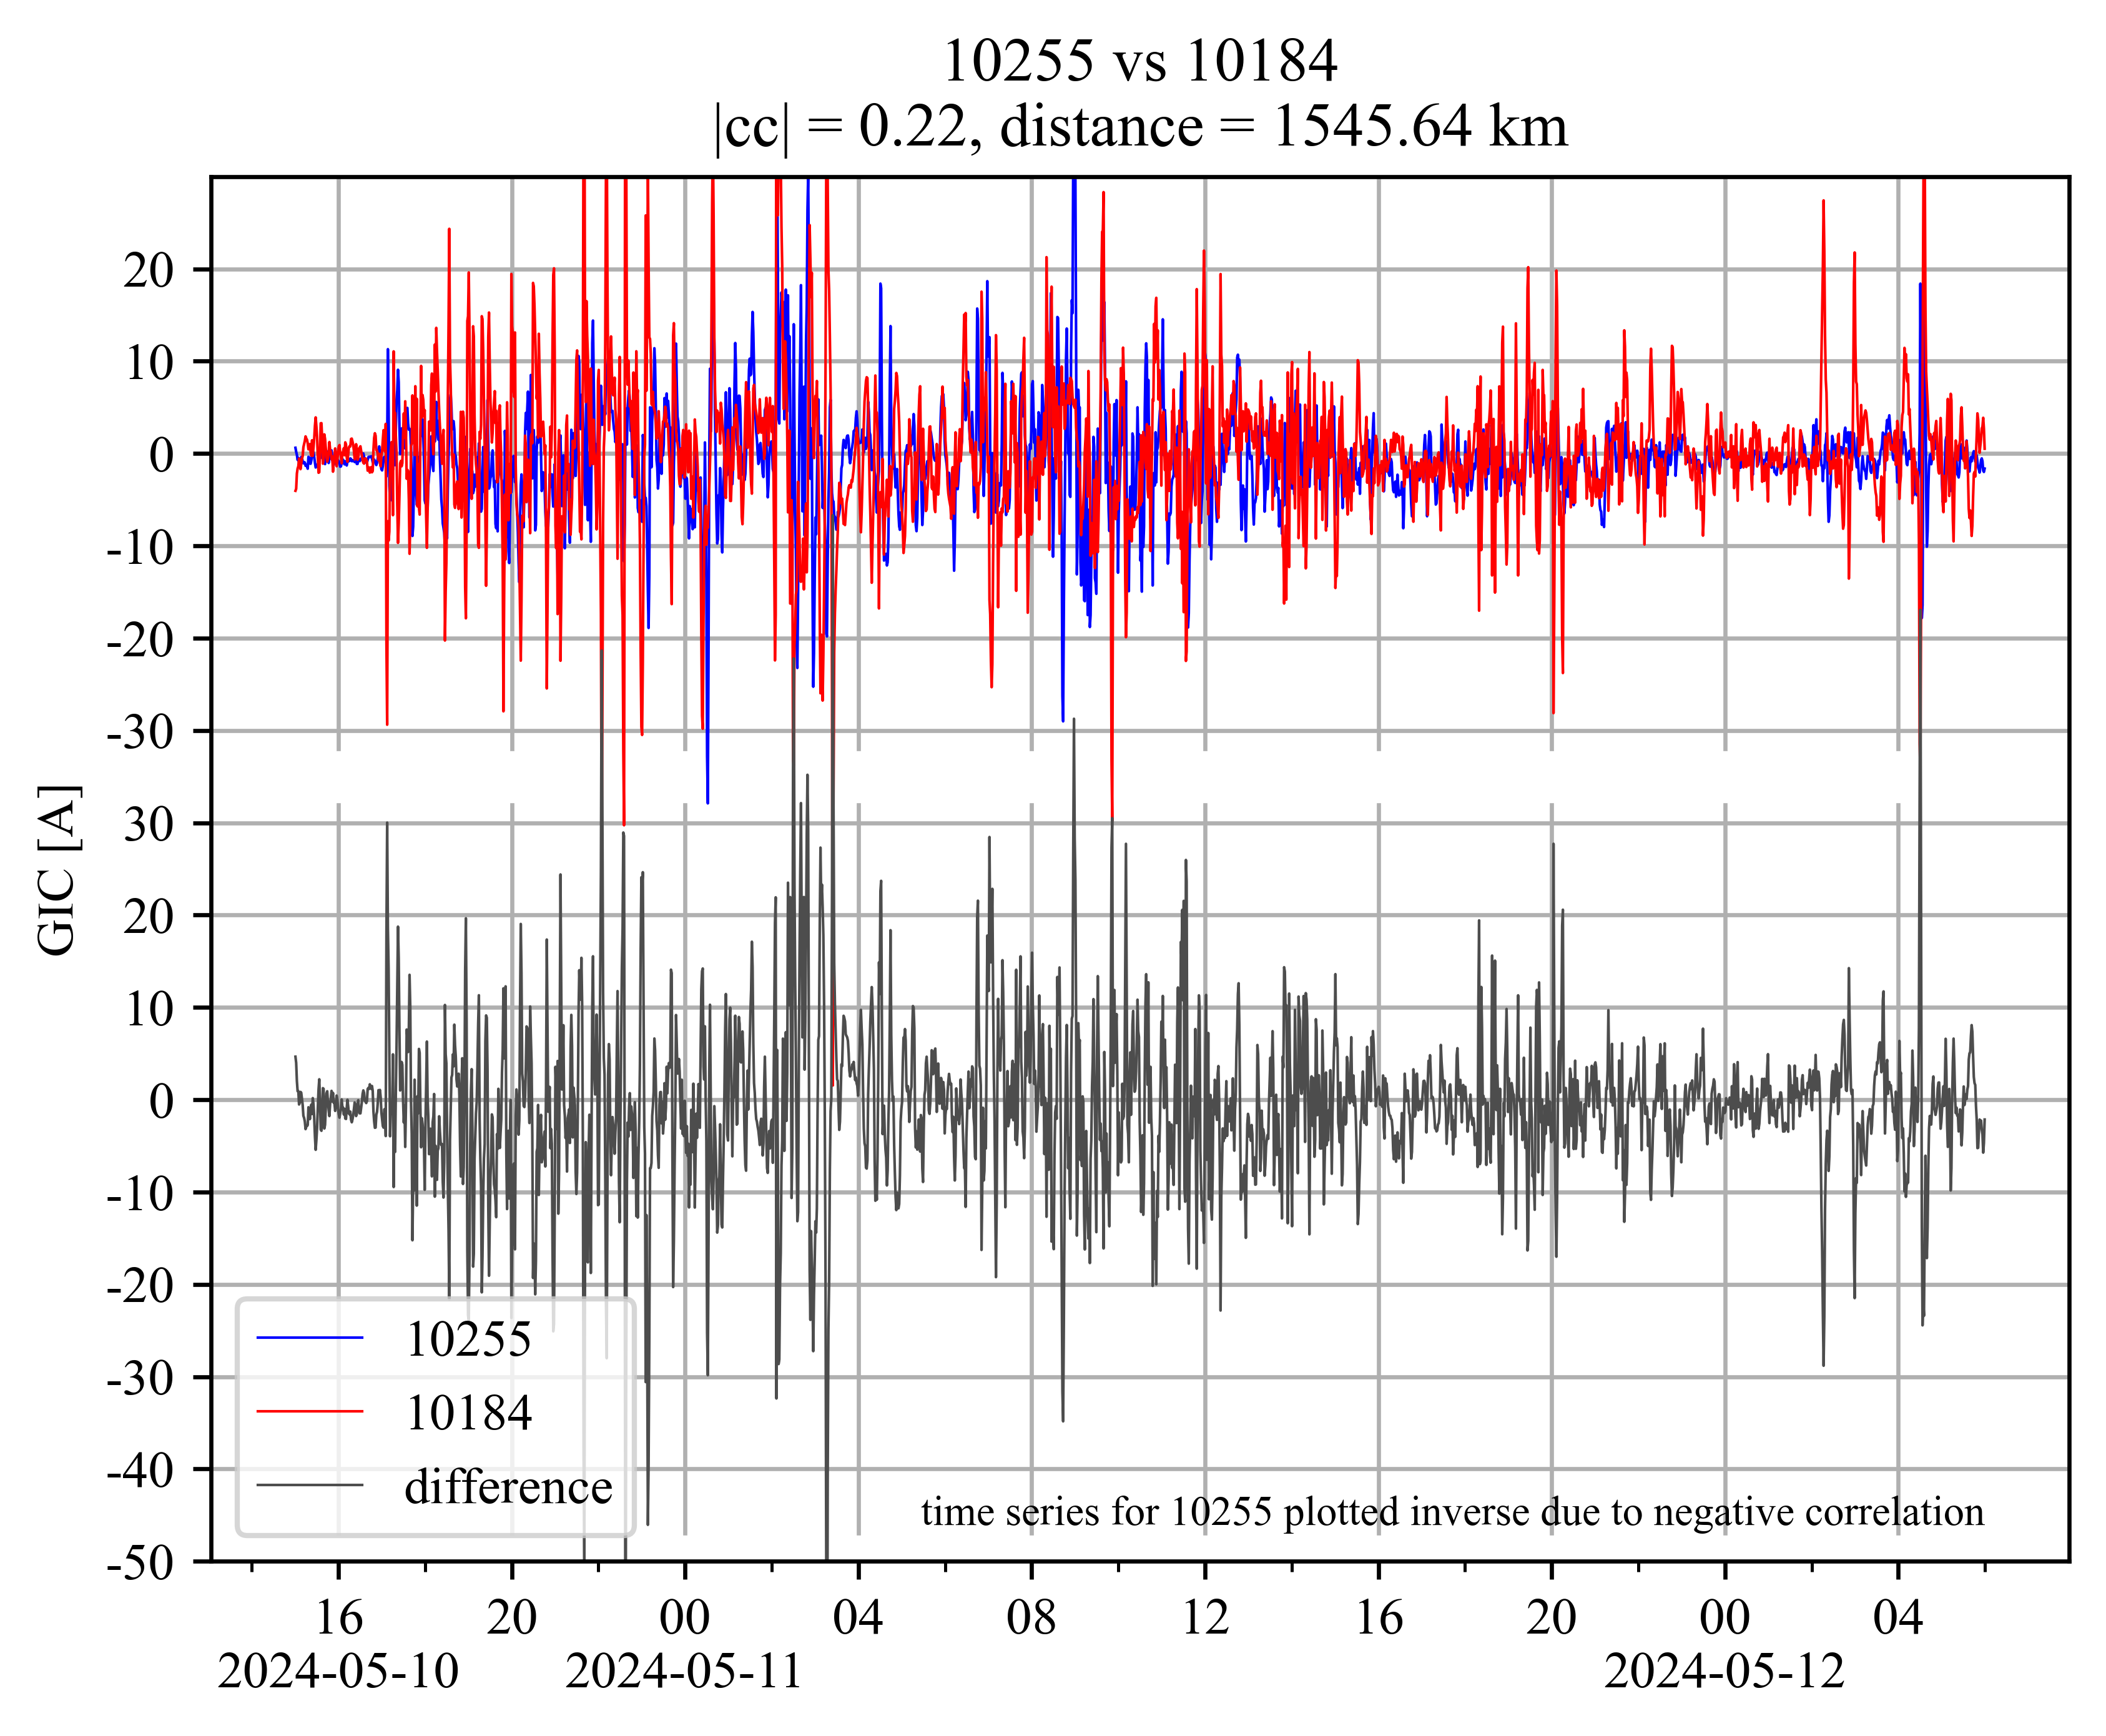 10255 vs 10184
|cc| = 0.22, distance = 1545.64 km
20
10
0
-10
-20
-30
30
20
10
0
-10
-20
-30
-40
-50
GIC [A]
10255
10184
difference
time series for 10255 plotted inverse due to negative correlation
16 20 00 04 08 12 16 20 00 04
2024-05-10 2024-05-11 2024-05-12